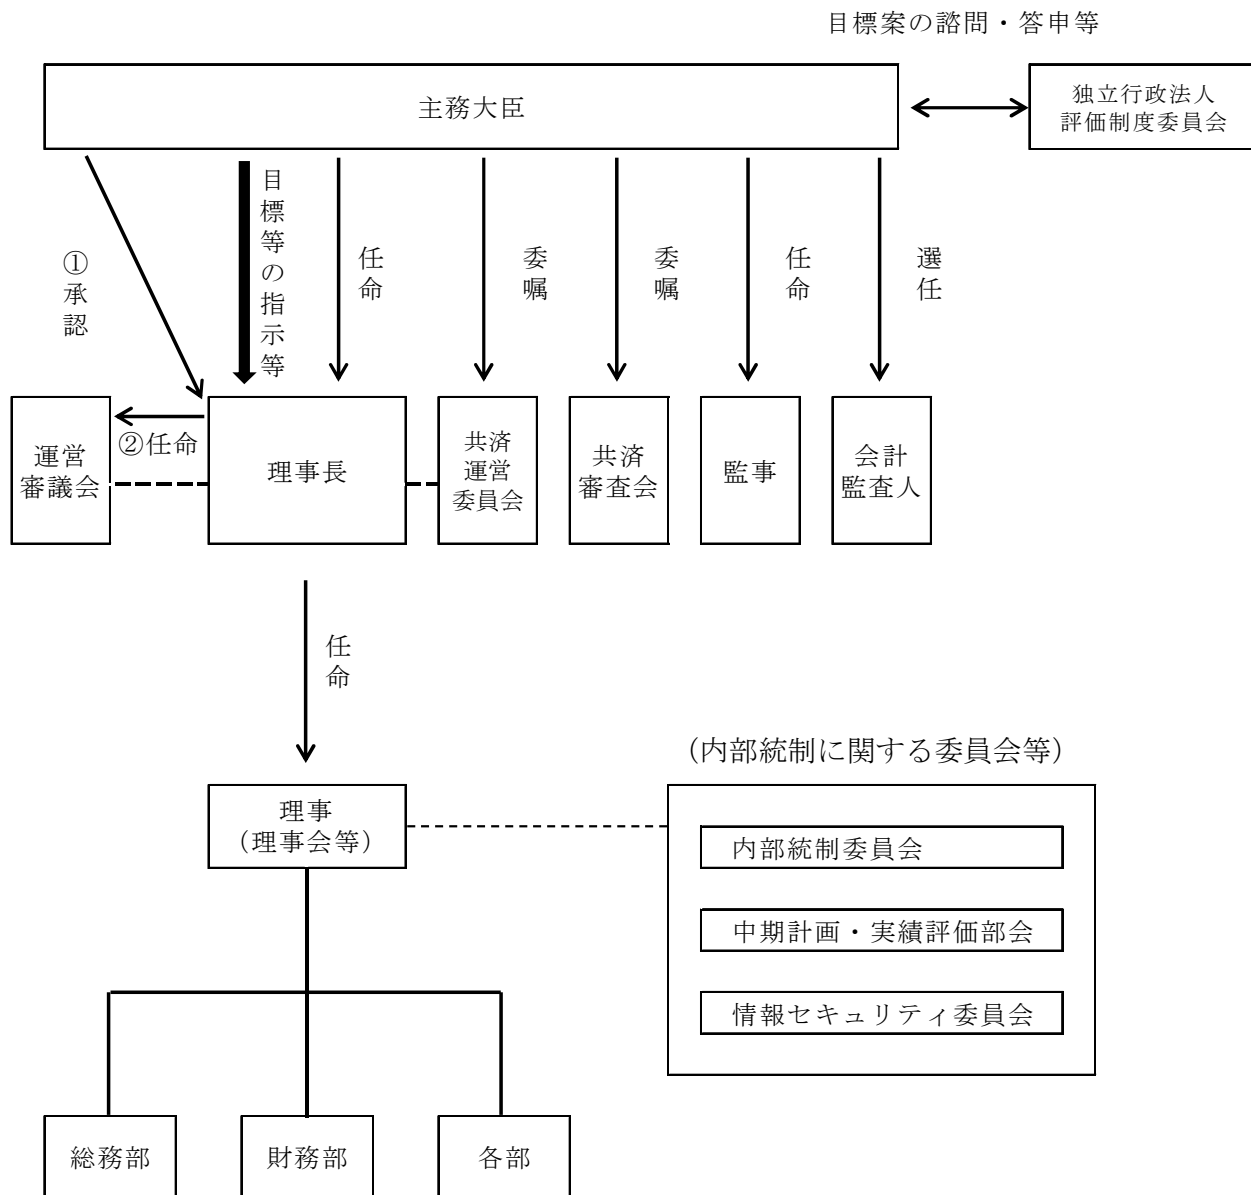 目標案の諮問・答申等
主務大臣
独立行政法人
評価制度委員会
①承認
目標等の指示等
任命
委嘱
委嘱
任命
選任
②任命
運営
審議会
理事長
共済
運営
委員会
共済
審査会
監事
会計
監査人
任命
（内部統制に関する委員会等）
理事
（理事会等）
内部統制委員会
中期計画・実績評価部会
情報セキュリティ委員会
総務部
財務部
各部